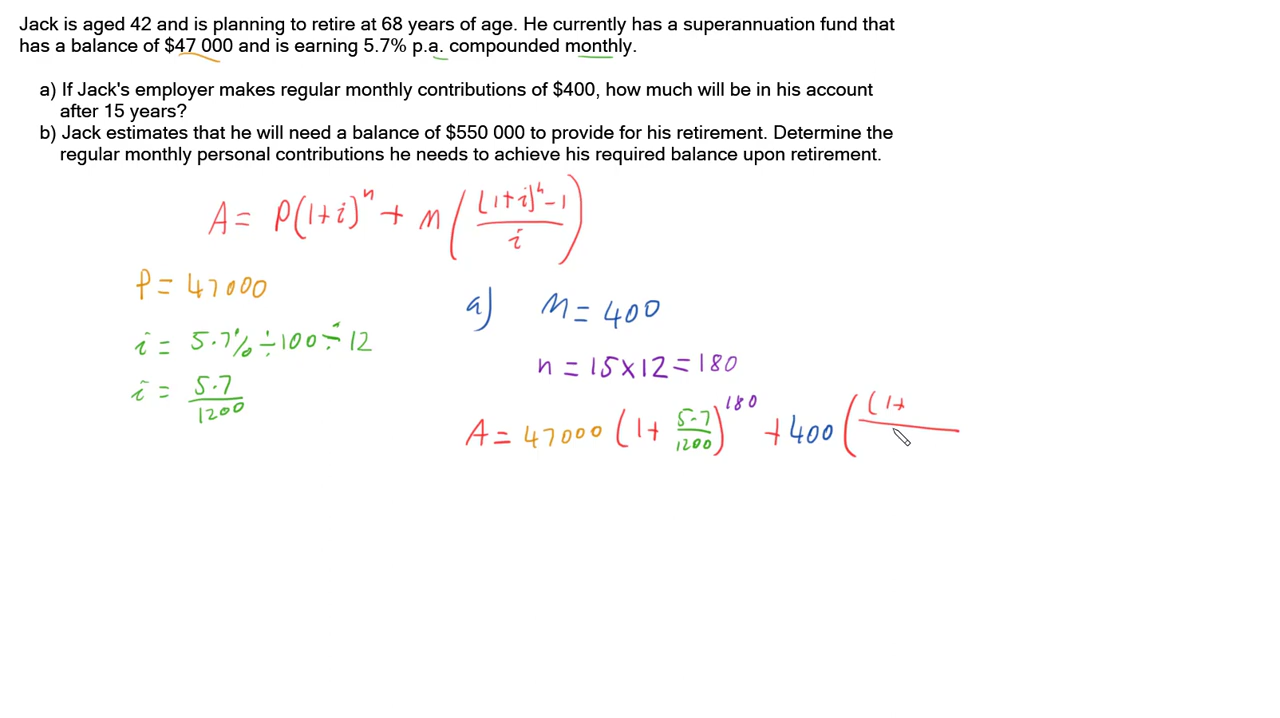 Jack is aged 42 and is planning to retire at 68 years of age. He currently has a superannuation fund that
has a balance of $47 000 and is earning 5.7% p.a. compounded monthly.
a) If Jack's employer makes regular monthly contributions of $400, how much will be in his account
after 15 years?
b) Jack estimates that he will need a balance of $550 000 to provide for his retirement. Determine the
regular monthly personal contributions he needs to achieve his required balance upon retirement.
A = P(1+i)^n + M((1+i)^n - 1 / i)
P = 47000
a) M = 400
i = 5.7% ÷ 100 ÷ 12
n = 15 × 12 = 180
i = 5.7/1200
A = 47000 (1 + 5.7/1200)^180 + 400 ((1+